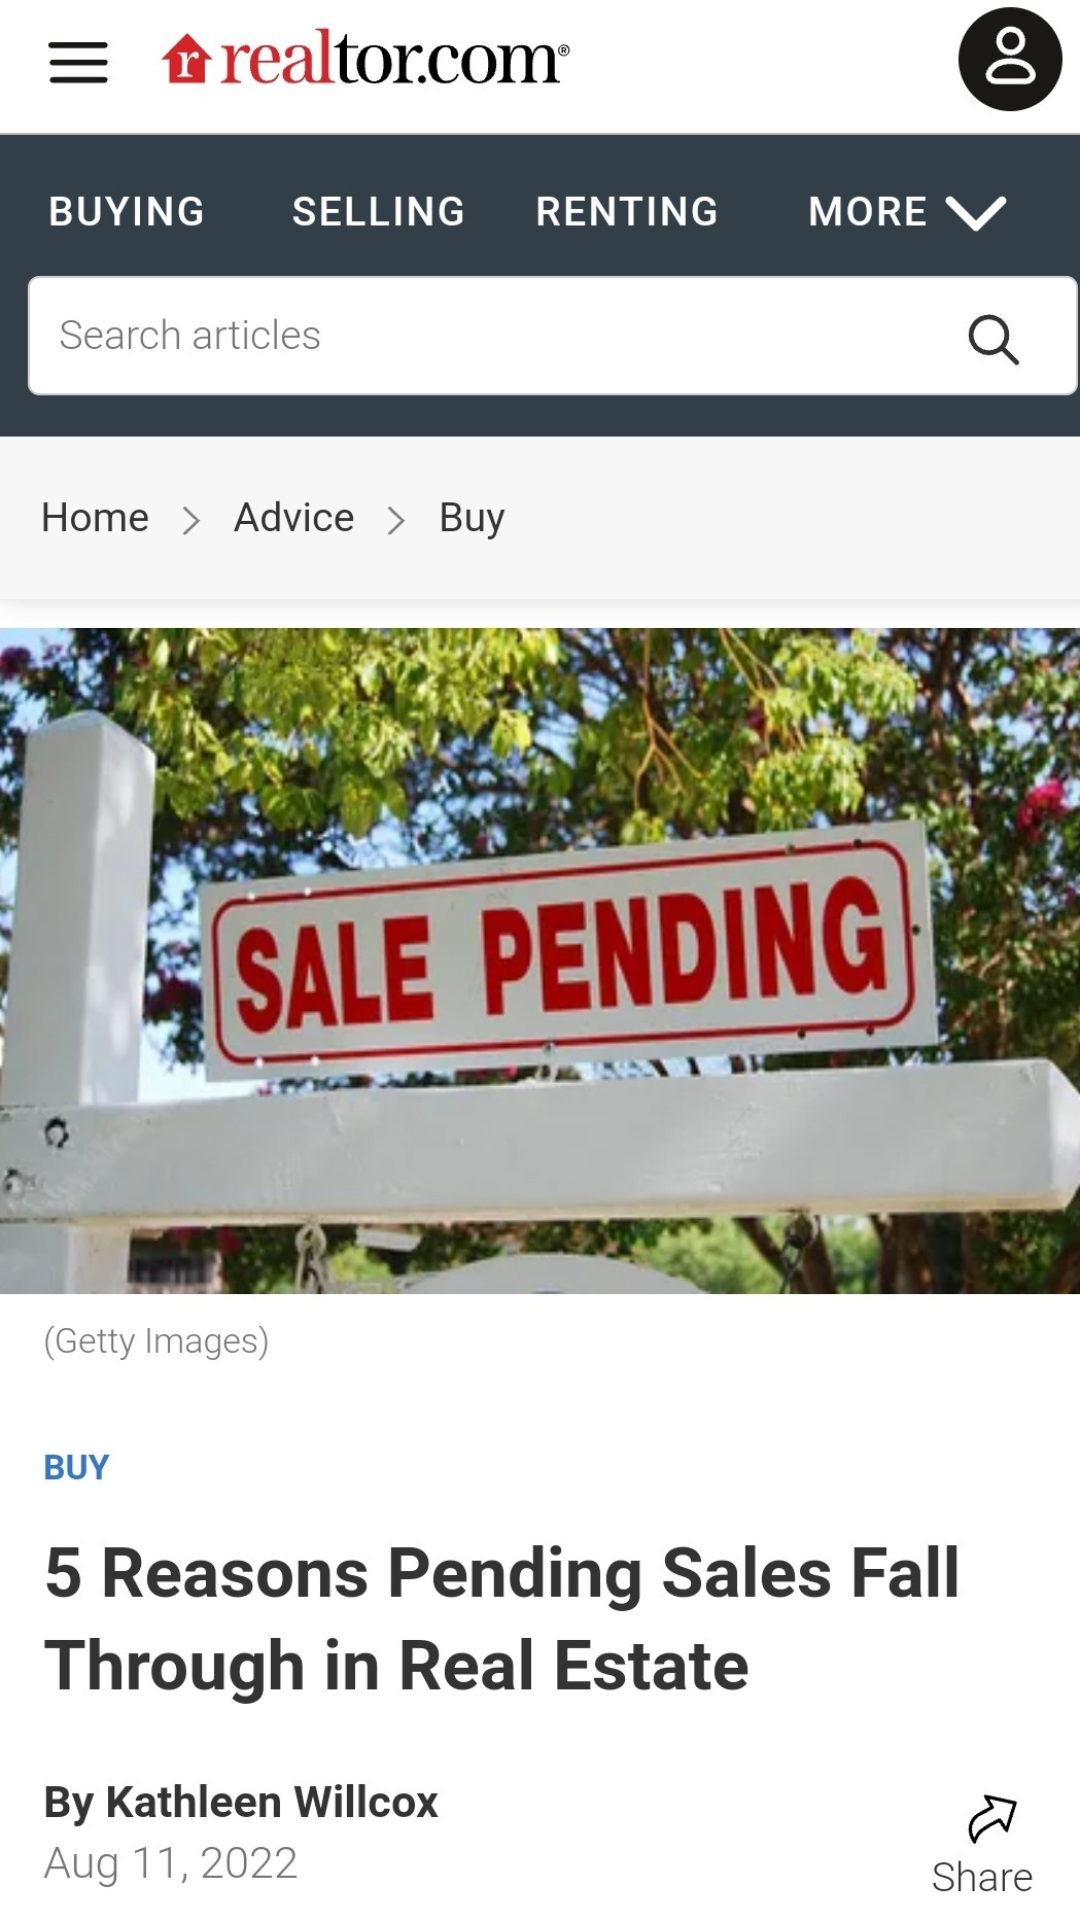 realtor.com®
BUYING SELLING RENTING MORE
Search articles
Home > Advice > Buy
SALE PENDING
(Getty Images)
BUY
5 Reasons Pending Sales Fall
Through in Real Estate
By Kathleen Willcox
Aug 11, 2022
Share